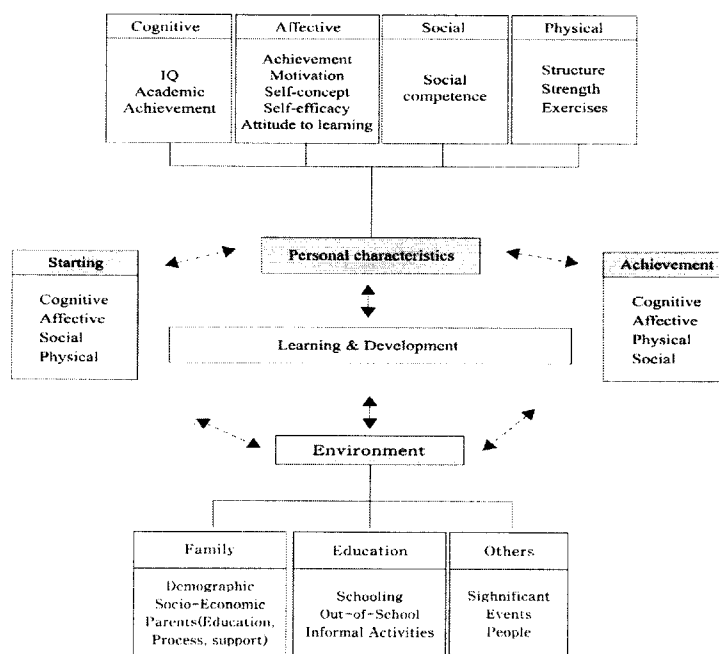 Cognitive
IQ
Academic
Achievement
Affective
Achievement
Motivation
Self-concept
Self-efficacy
Attitude to learning
Social
Social
competence
Physical
Structure
Strength
Exercises
Personal characteristics
Starting
Cognitive
Affective
Social
Physical
Achievement
Cognitive
Affective
Physical
Social
Learning & Development
Environment
Family
Demographic
Socio-Economic
Parents(Education,
Process, support)
Education
Schooling
Out-of-School
Informal Activities
Others
Sighnificant
Events
People